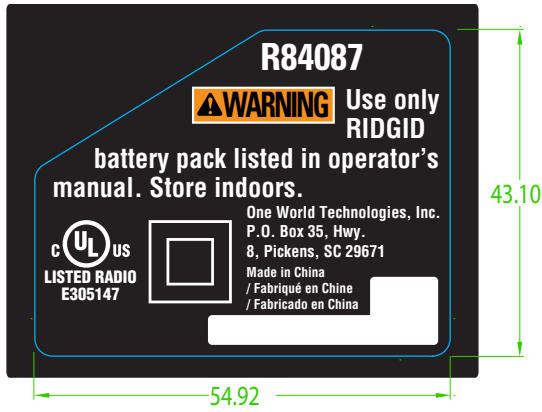 R84087
WARNING Use only
RIDGID
battery pack listed in operator's
manual. Store indoors.
One World Technologies, Inc.
P.O. Box 35, Hwy.
8, Pickens, SC 29671
Made in China
/ Fabriqué en Chine
/ Fabricado en China
C UL US
LISTED RADIO
E305147
43.10
54.92